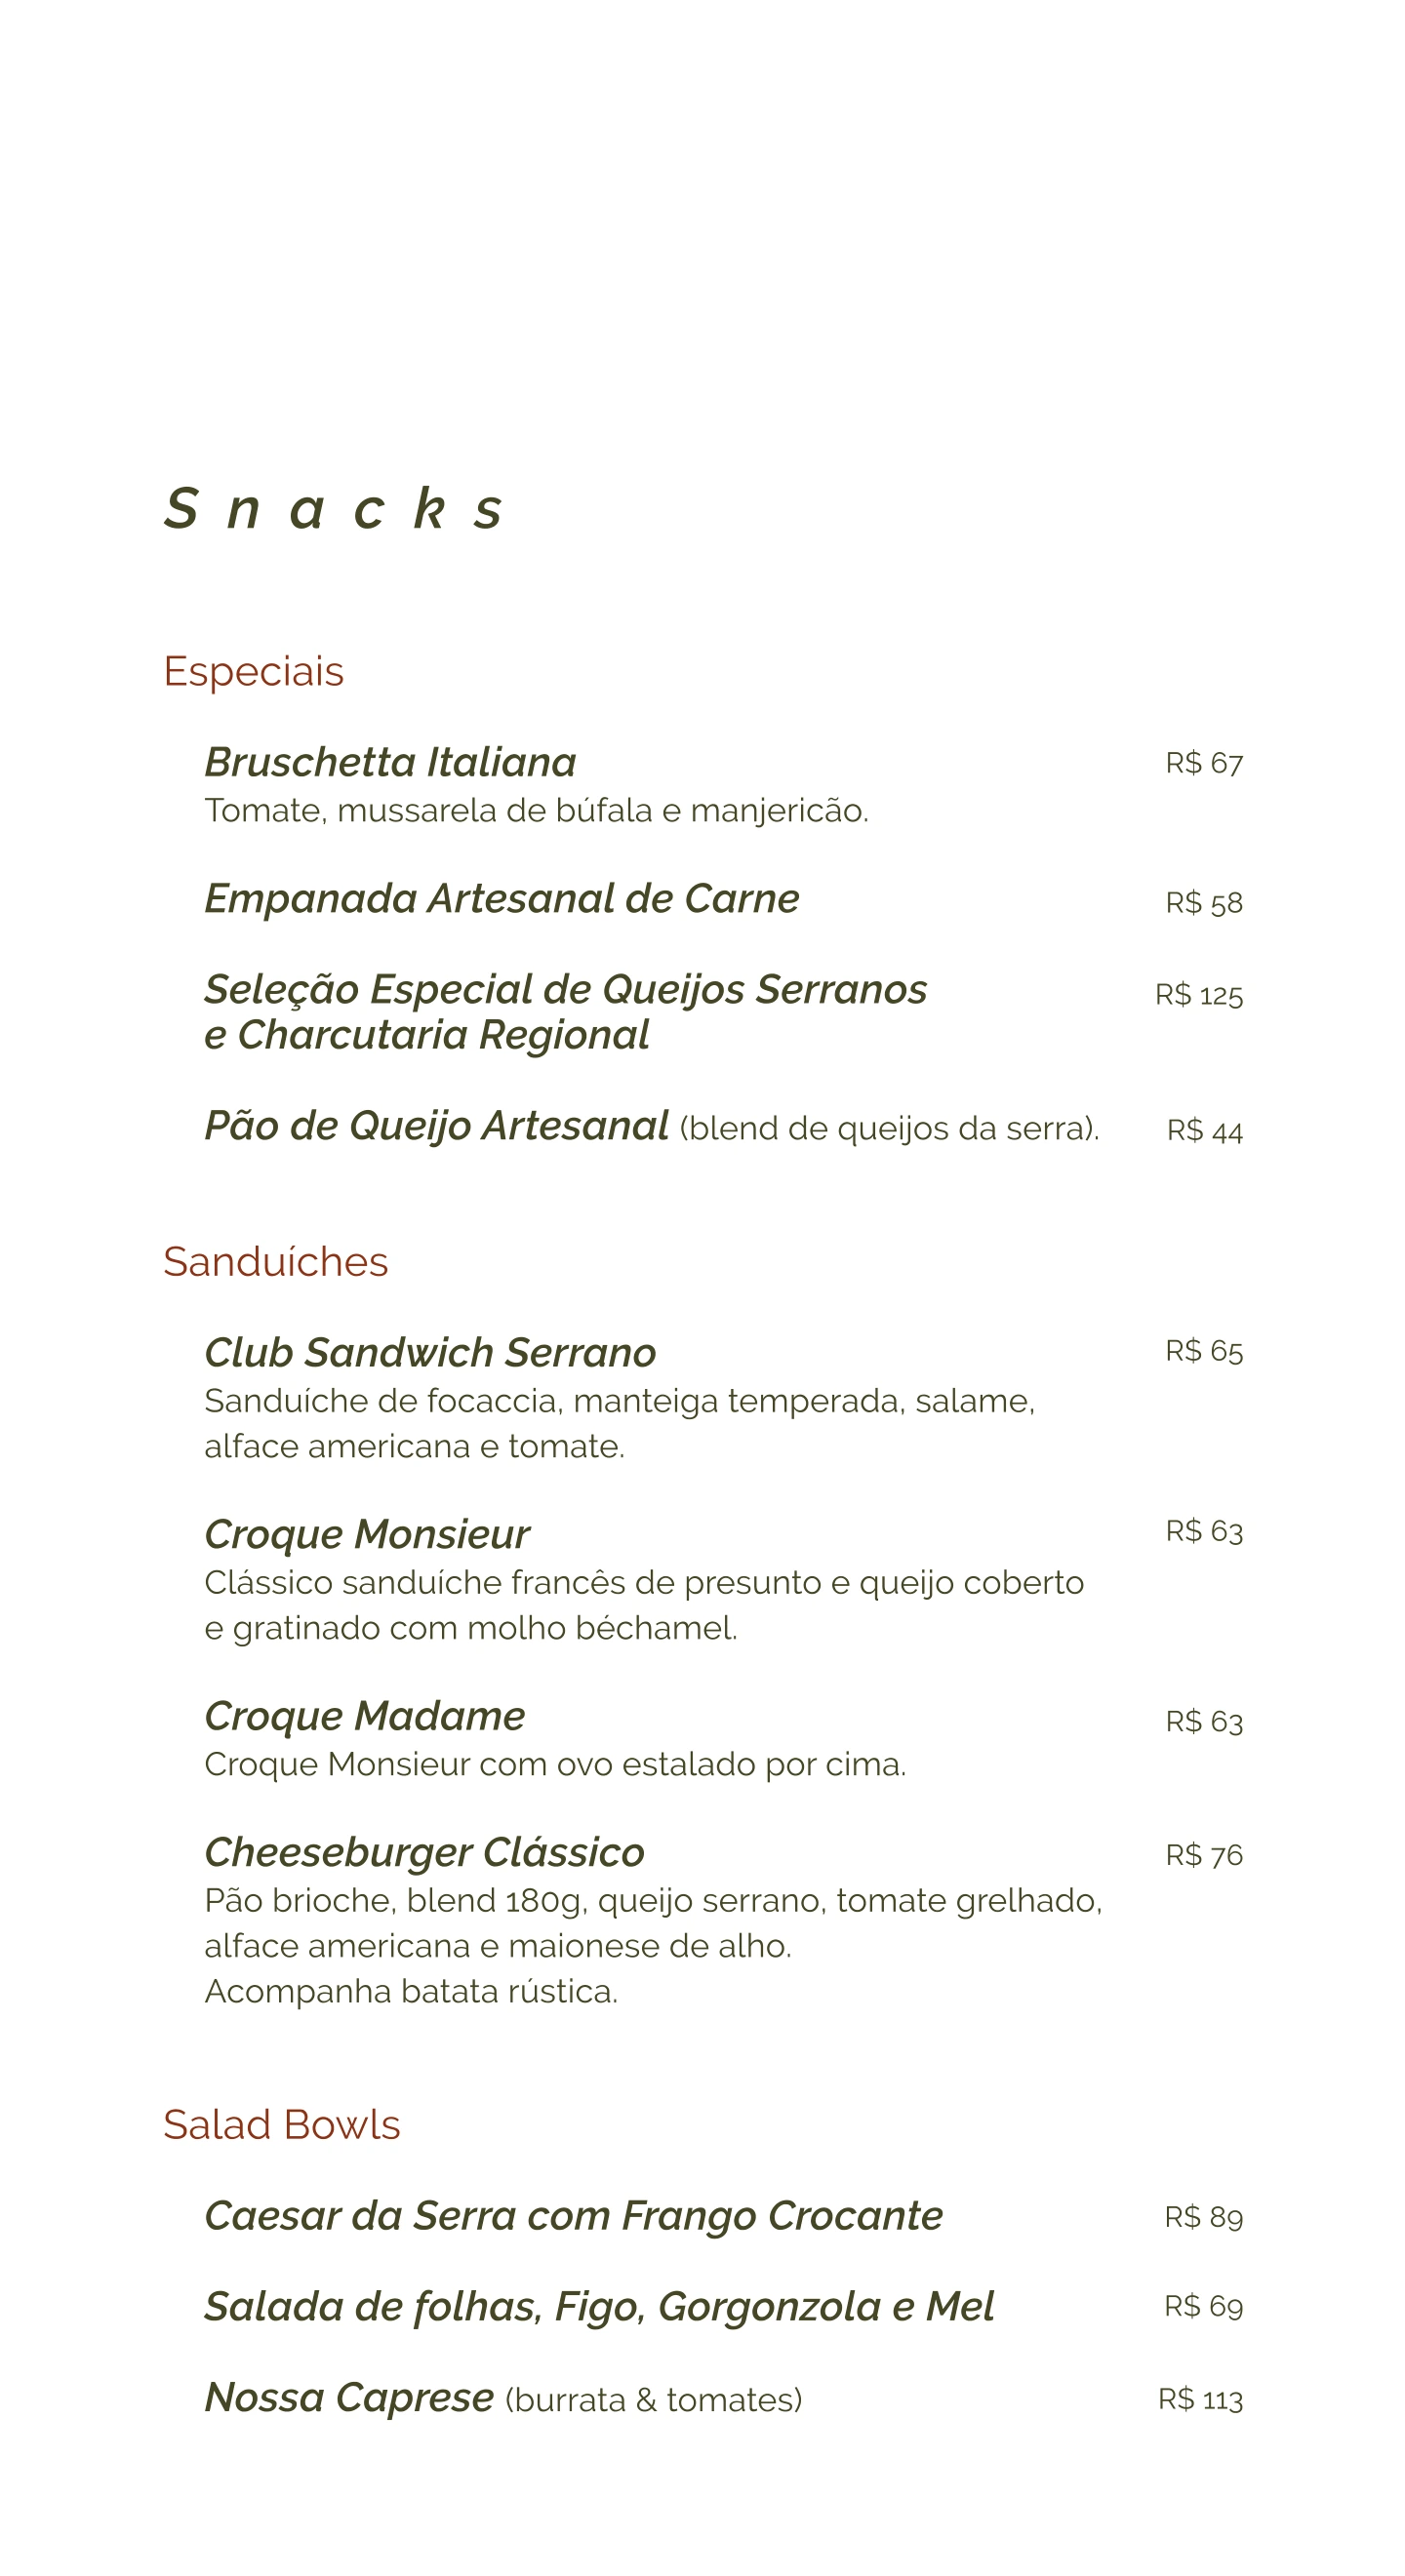 Snacks
Especiais
Bruschetta Italiana R$ 67
Tomate, mussarela de búfala e manjericão.
Empanada Artesanal de Carne R$ 58
Seleção Especial de Queijos Serranos R$ 125
e Charcutaria Regional
Pão de Queijo Artesanal (blend de queijos da serra). R$ 44
Sanduíches
Club Sandwich Serrano R$ 65
Sanduíche de focaccia, manteiga temperada, salame,
alface americana e tomate.
Croque Monsieur R$ 63
Clássico sanduíche francês de presunto e queijo coberto
e gratinado com molho béchamel.
Croque Madame R$ 63
Croque Monsieur com ovo estalado por cima.
Cheeseburger Clássico R$ 76
Pão brioche, blend 180g, queijo serrano, tomate grelhado,
alface americana e maionese de alho.
Acompanha batata rústica.
Salad Bowls
Caesar da Serra com Frango Crocante R$ 89
Salada de folhas, Figo, Gorgonzola e Mel R$ 69
Nossa Caprese (burrata & tomates) R$ 113